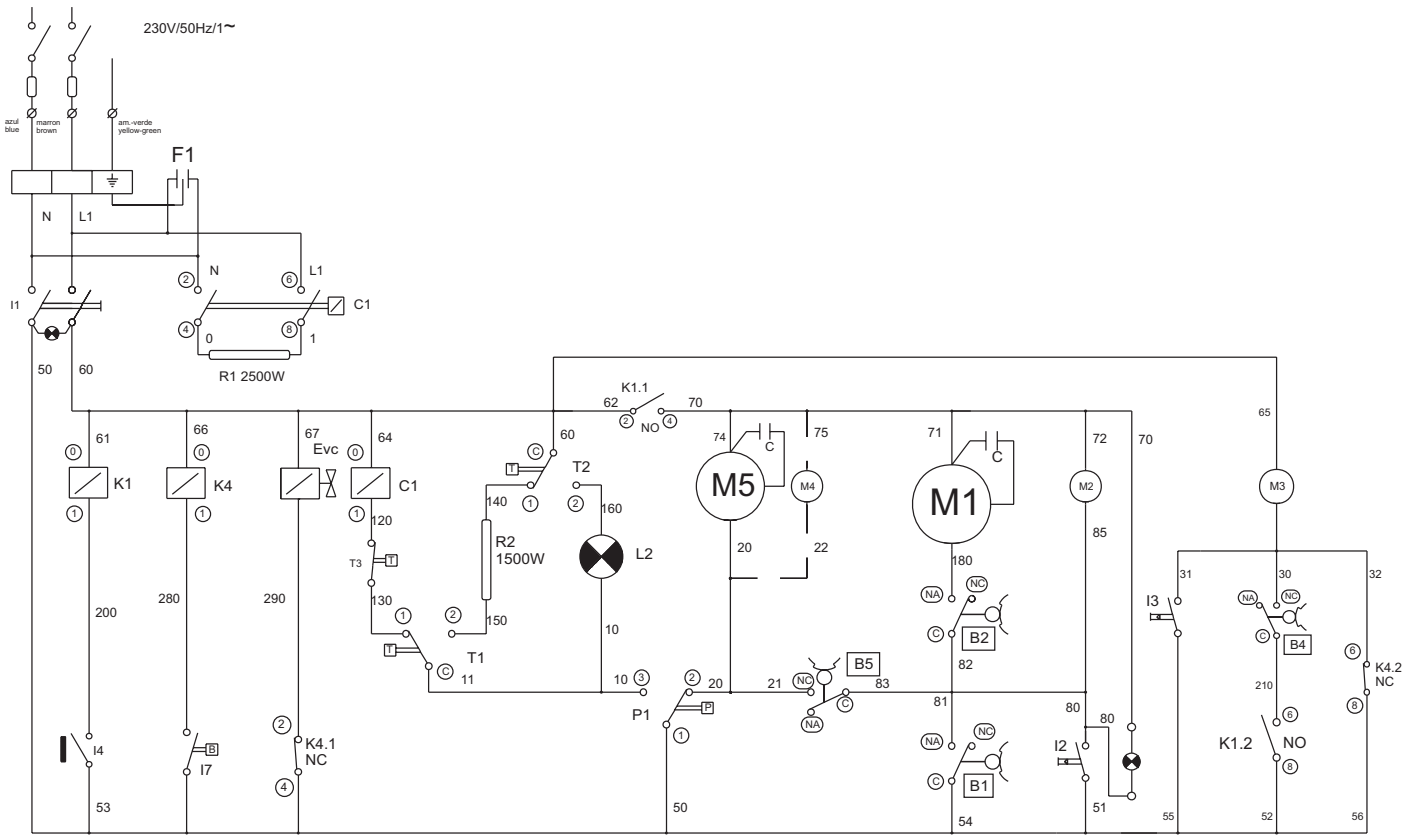 230V/50Hz/1~
azul
blue
marron
brown
am.-verde
yellow-green
F1
N L1
2 N 6 L1
I1 C1
4 0 8 1
R1 2500W
50 60
K1.1
62 70
2 NO 4
65
61 66 67 64 60 74 75 71 72 70
0 0 Evc 0 C T2 C C
K1 K4 C1 T M5 M4 M1 M2 M3
1 1 1 140 1 2 160
120 R2
1500W
L2 20 22 180 85
T3 T
31 30 32
200 280 290 130 150 10
NA NC
I3 NA NC
1 2 C B2 C B4
T T1 82
C
11 10 3 2 20 21 NC B5 83
K4.2
NC
6
8
210
P1 P NA C 81 80 80
1
2 K4.1
NC
4
I4 B
I7
NA NC I2 K1.2 6 NO
8
C B1
53 50 54 51 55 52 56